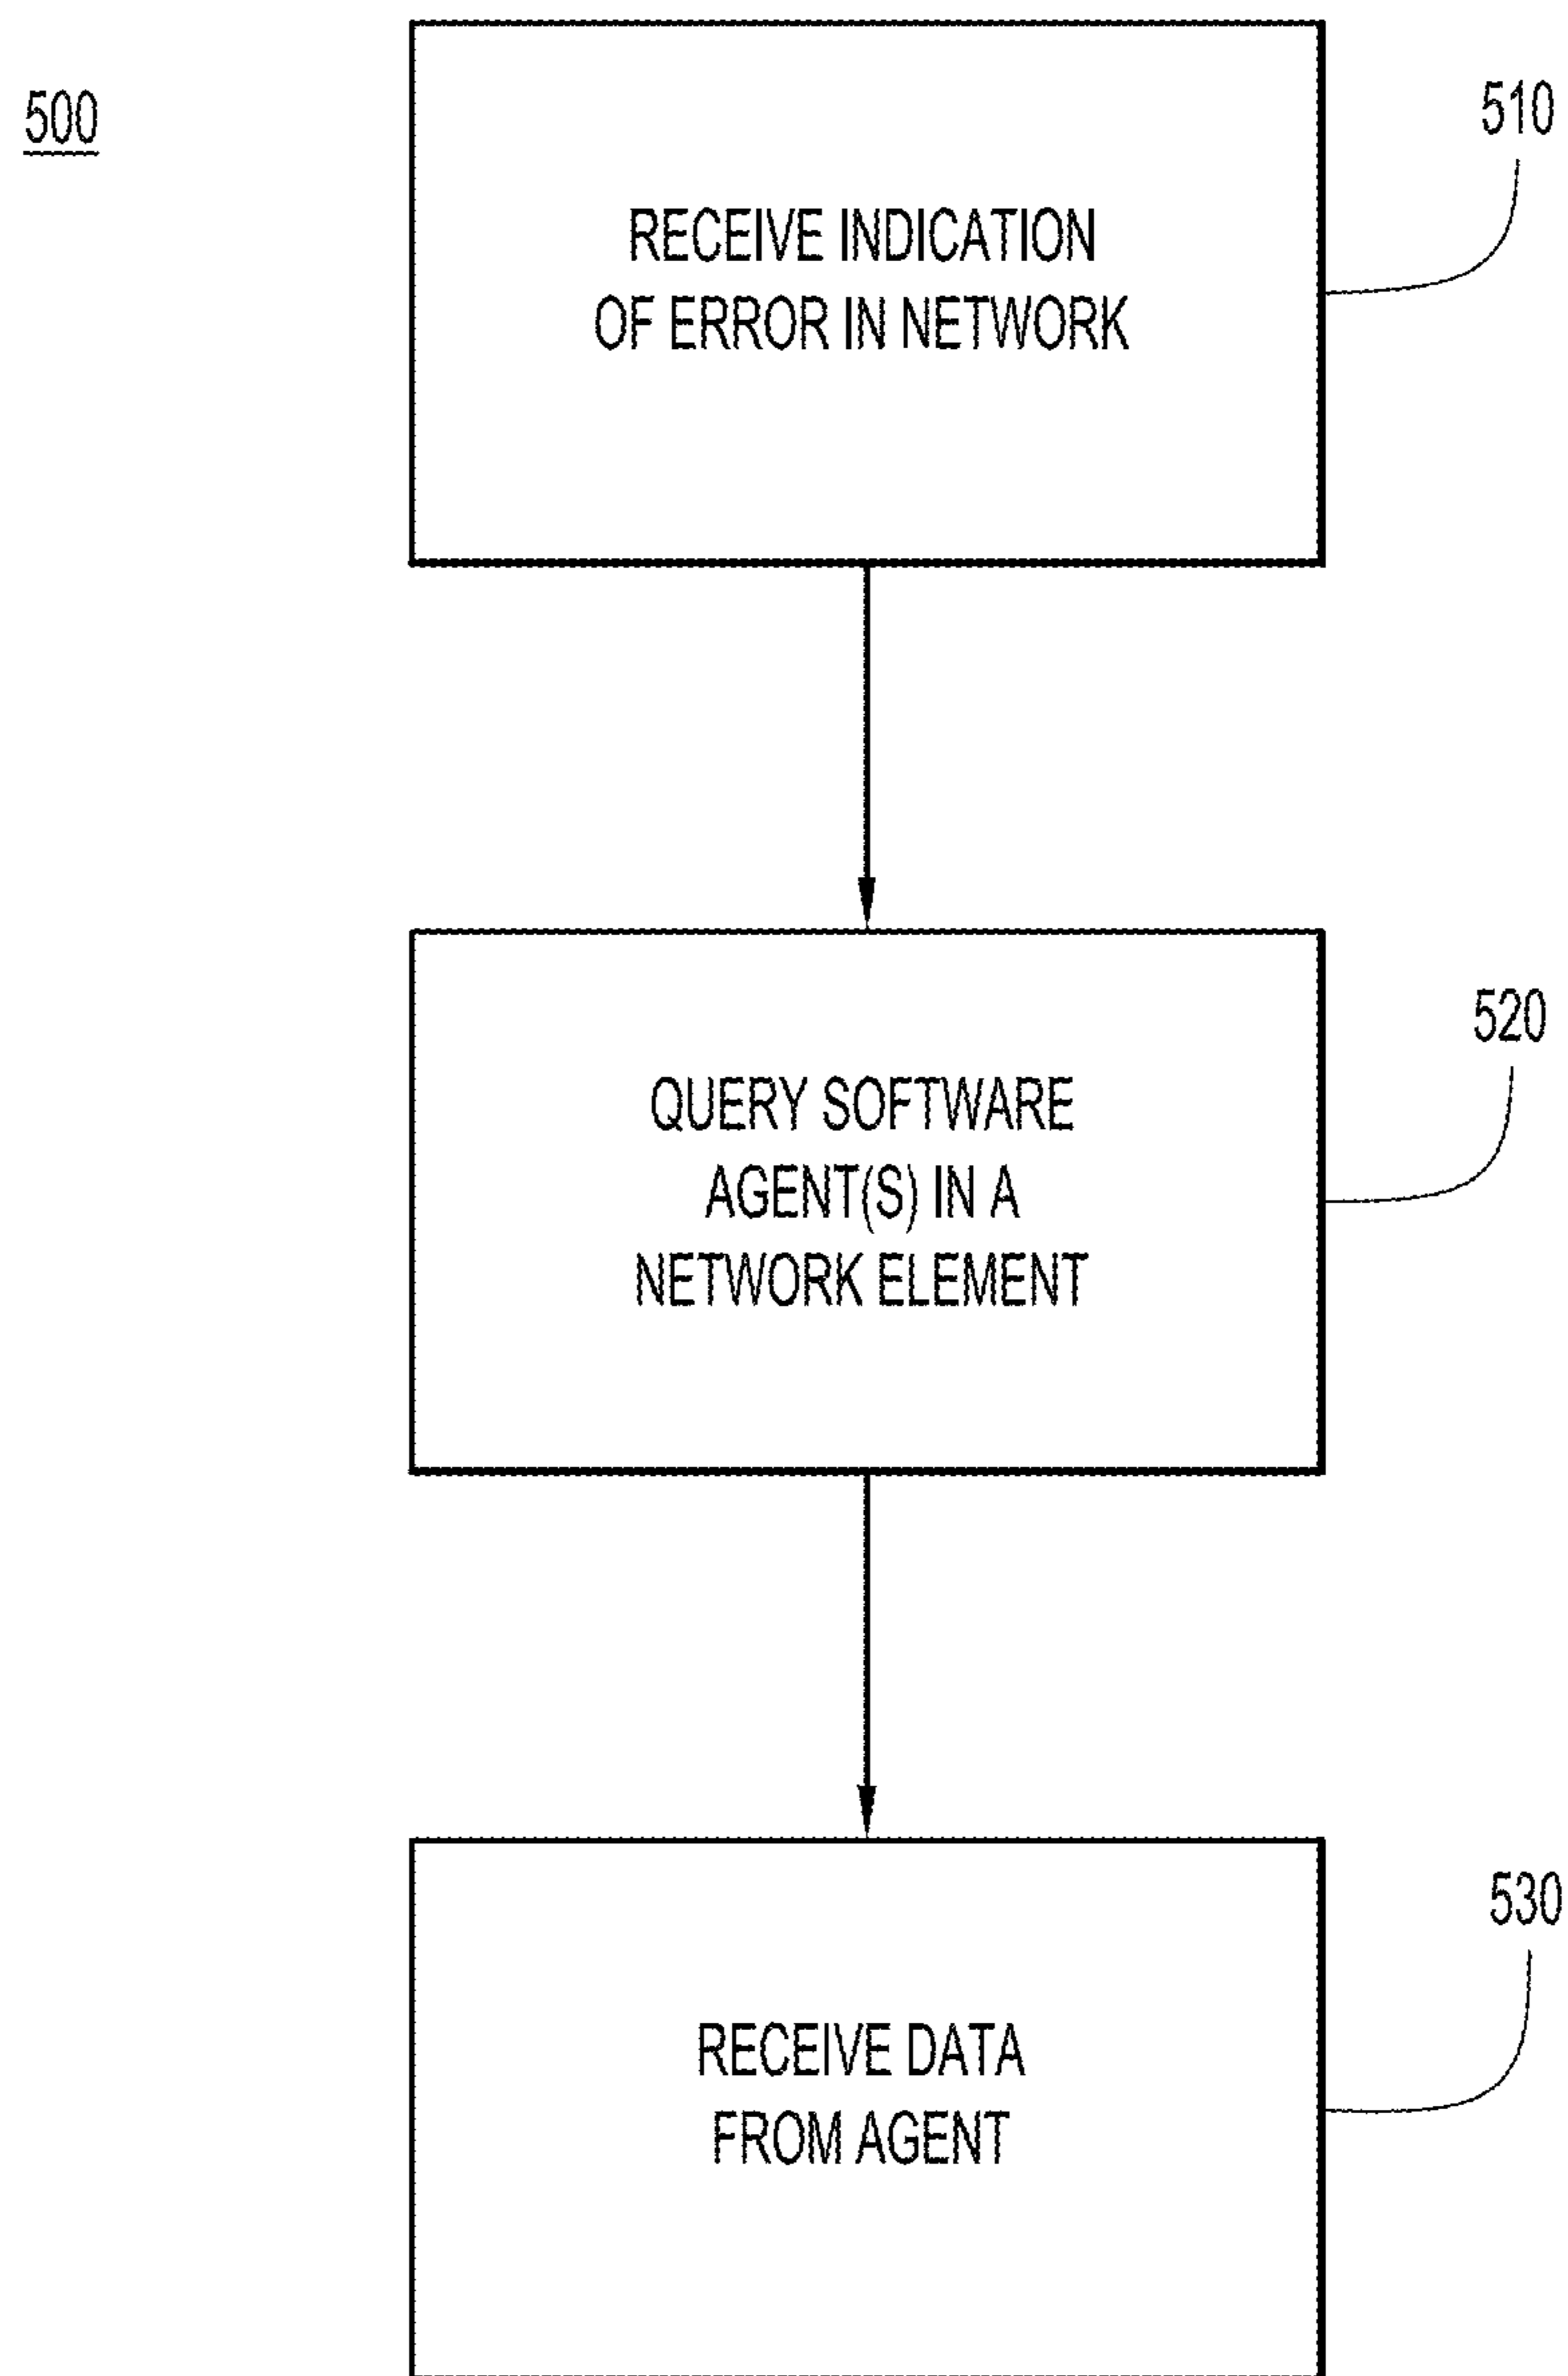 500
510
RECEIVE INDICATION
OF ERROR IN NETWORK
520
QUERY SOFTWARE
AGENT(S) IN A
NETWORK ELEMENT
530
RECEIVE DATA
FROM AGENT